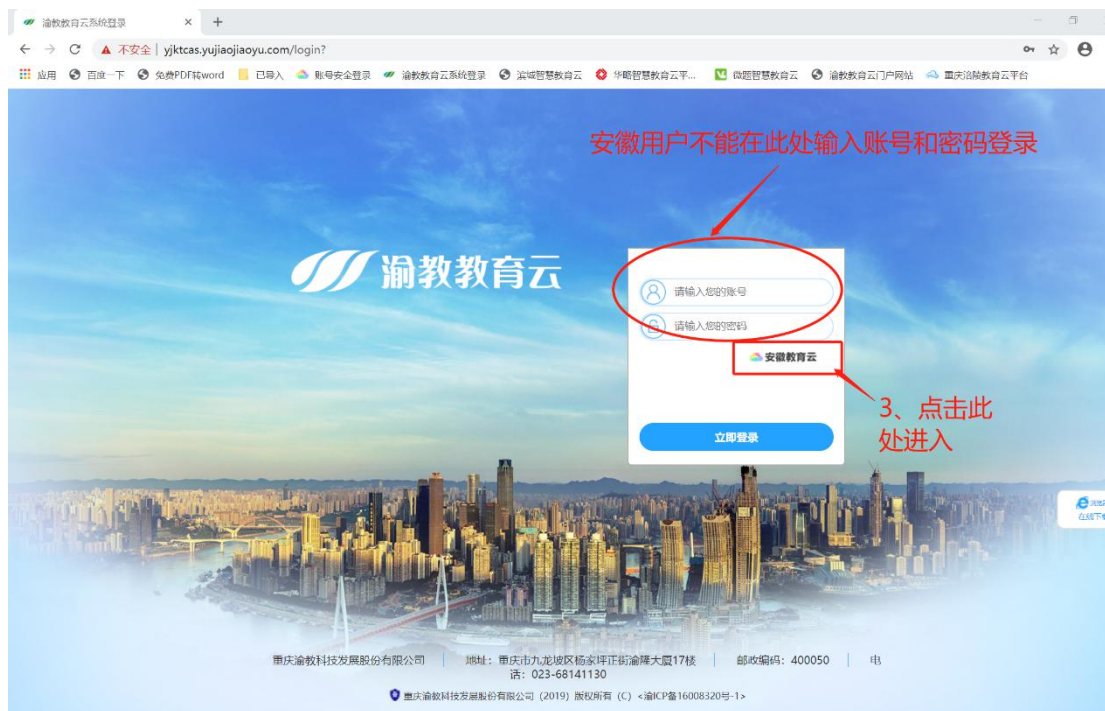 渝教教育云系统登录
不安全 | yjktcas.yujiaojiaoyu.com/login?
应用 百度一下 免费PDF转word 已导入 账号安全登录 渝教教育云系统登录 滨城智慧教育云 华略智慧教育云平... 微题智慧教育云 渝教教育云门户网站 重庆涪陵教育云平台
安徽用户不能在此处输入账号和密码登录
渝教教育云
请输入您的账号
请输入您的密码
安徽教育云
3、点击此
处进入
立即登录
在线下
重庆渝教科技发展股份有限公司 | 地址：重庆市九龙坡区杨家坪正街渝隆大厦17楼 | 邮政编码：400050 | 电
话：023-68141130
重庆渝教科技发展股份有限公司 (2019) 版权所有 (C) <渝ICP备16008320号-1>